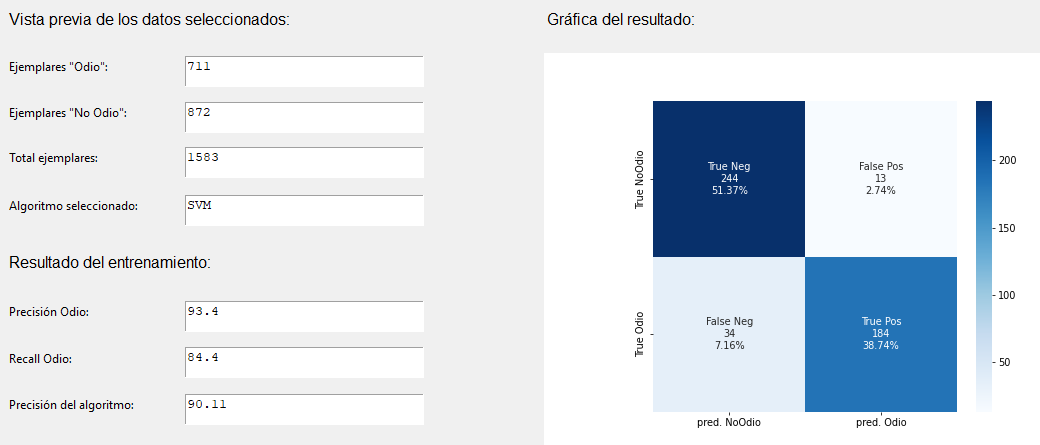 Vista previa de los datos seleccionados:
Ejemplares "Odio":
711
Ejemplares "No Odio":
872
Total ejemplares:
1583
Algoritmo seleccionado:
SVM
Resultado del entrenamiento:
Precisión Odio:
93.4
Recall Odio:
84.4
Precisión del algoritmo:
90.11
Gráfica del resultado:
True NoOdio
True Neg
244
51.37%
False Pos
13
2.74%
True Odio
False Neg
34
7.16%
True Pos
184
38.74%
pred. NoOdio
pred. Odio
200
150
100
50